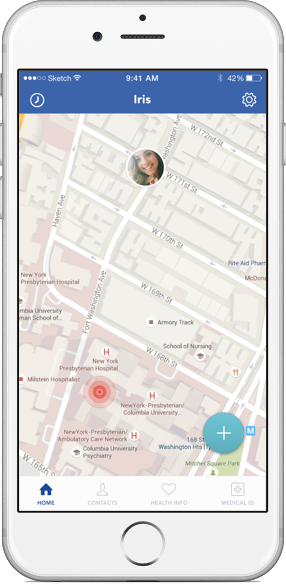 Sketch
9:41 AM
42%
Iris
W 172nd St
W 171st St
Haven Ave
W 170th St
Rite Aid Pharm
McDona
New York
Presbyterian Hospital
Fort Washington Ave
W 169th St
Columbia University
man School of...
Armory Track
School of Nursing
W 168th St
H
New York
Presbyterian Hospital
Milstein Hospital
H
NewYork-Presbyterian/
Columbia University...
H
NewYork-Presbyterian/
Ambulatory Care Network
Columbia University
Psychiatry
168 St
Washington Hts [1]
M
Mitchel Square Park
W 165th St
HOME
CONTACTS
HEALTH INFO
MEDICAL ID